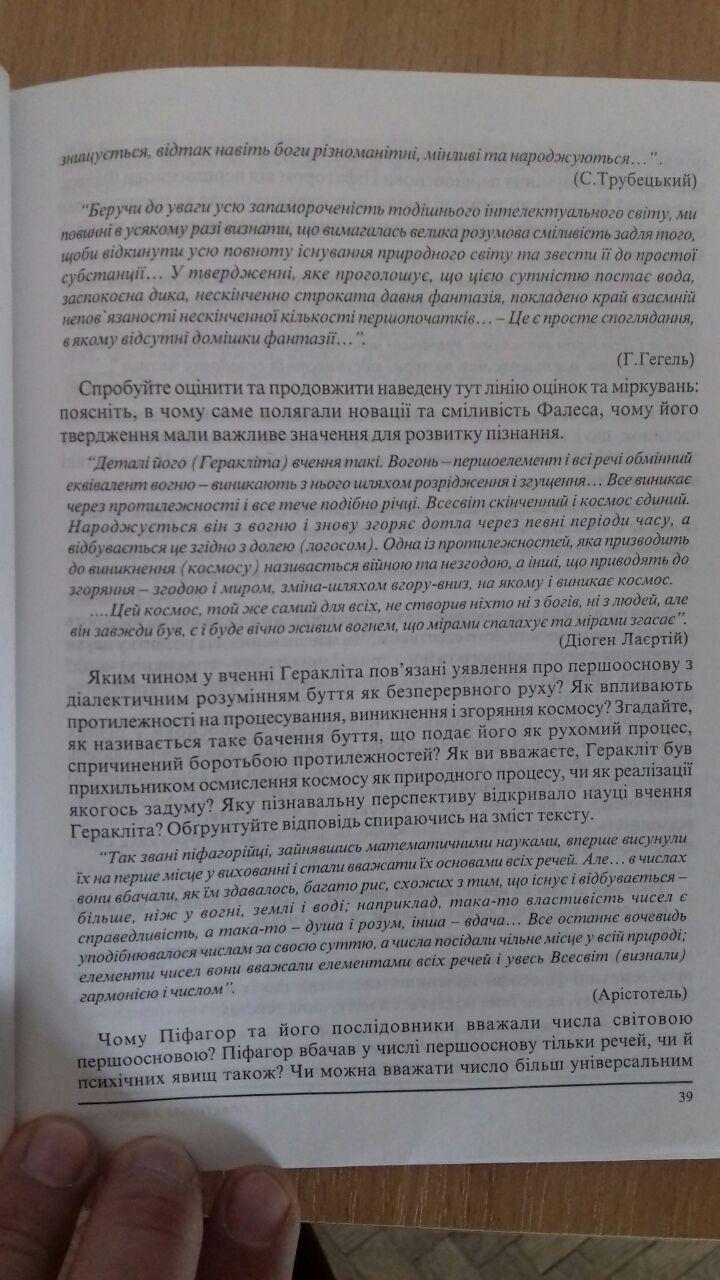 знищується, відтак навіть боги різноманітні, мінливі та народжуються…”.
(С.Трубецький)
“Беручи до уваги усю запамороченість тодішнього інтелектуального світу, ми
повинні в усякому разі визнати, що вимагалась велика розумова сміливість задля того,
щоби відкинути усю повноту існування природного світу та звести її до простої
субстанції… У твердженні, яке проголошує, що цією сутністю постає вода,
заспокоєна дика, нескінченно строката давня фантазія, покладено край взаємній
непов`язаності нескінченної кількості першопочатків… – Це є просте споглядання,
в якому відсутні домішки фантазії…”.
(Г.Гегель)
Спробуйте оцінити та продовжити наведену тут лінію оцінок та міркувань:
поясніть, в чому саме полягали новації та сміливість Фалеса, чому його
твердження мали важливе значення для розвитку пізнання.
“Деталі його (Геракліта) вчення такі. Вогонь – першоелемент і всі речі обмінний
еквівалент вогню – виникають з нього шляхом розрідження і згущення… Все виникає
через протилежності і все тече подібно річці. Всесвіт скінченний і космос єдиний.
Народжується він з вогню і знову згоряє дотла через певні періоди часу, а
відбувається це згідно з долею (логосом). Одна із протилежностей, яка призводить
до виникнення (космосу) називається війною та незгодою, а інші, що приводять до
згоряння – згодою і миром, зміна-шляхом вгору-вниз, на якому і виникає космос.
….Цей космос, той же самий для всіх, не створив ніхто ні з богів, ні з людей, але
він завжди був, є і буде вічно живим вогнем, що мірами спалахує та мірами згасає”.
(Діоген Лаєртій)
Яким чином у вченні Геракліта пов’язані уявлення про першооснову з
діалектичним розумінням буття як безперервного руху? Як впливають
протилежності на процесування, виникнення і згоряння космосу? Згадайте,
як називається таке бачення буття, що подає його як рухомий процес,
спричинений боротьбою протилежностей? Як ви вважаєте, Геракліт був
прихильником осмислення космосу як природного процесу, чи як реалізації
якогось задуму? Яку пізнавальну перспективу відкривало науці вчення
Геракліта? Обґрунтуйте відповідь спираючись на зміст тексту.
“Так звані піфагорійці, зайнявшись математичними науками, вперше висунули
їх на перше місце у вихованні і стали вважати їх основами всіх речей. Але… в числах
вони вбачали, як їм здавалось, багато рис, схожих з тим, що існує і відбувається –
більше, ніж у вогні, землі і воді; наприклад, така-то властивість чисел є
справедливість, а така-то – душа і розум, інша – вдача… Все останнє вочевидь
уподібнювалося числам за своєю суттю, а числа посідали чільне місце у всій природі;
елементи чисел вони вважали елементами всіх речей і увесь Всесвіт (визнали)
гармонією і числом”.
(Арістотель)
Чому Піфагор та його послідовники вважали числа світовою
першоосновою? Піфагор вбачав у числі першооснову тільки речей, чи й
психічних явищ також? Чи можна вважати число більш універсальним
39